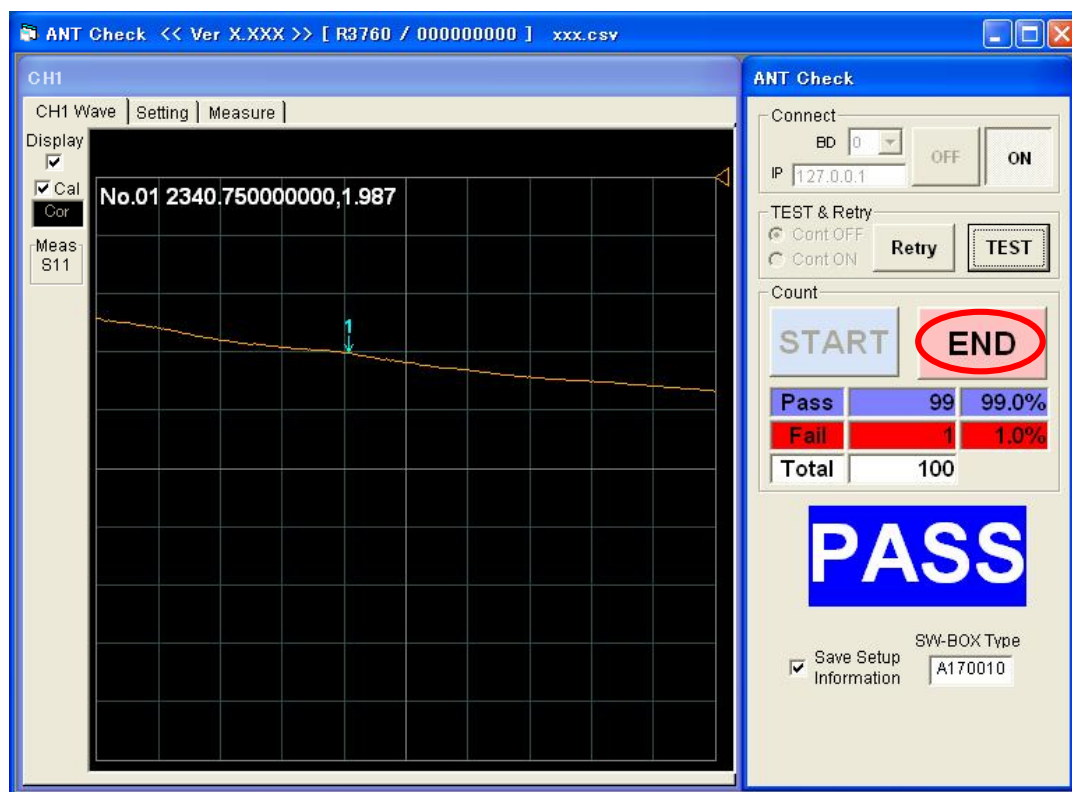 ANT Check << Ver X.XXX >> [ R3760 / 000000000 ] xxx.csv
CH1
CH1 Wave Setting Measure
Display
Cal
Cor
Meas
S11
No.01 2340.750000000,1.987
1
ANT Check
Connect
BD 0
IP 127.0.0.1
OFF ON
TEST & Retry
Cont OFF
Cont ON
Retry TEST
Count
START END
Pass 99 99.0%
Fail 1 1.0%
Total 100
PASS
Save Setup
Information
SW-BOX Type
A170010